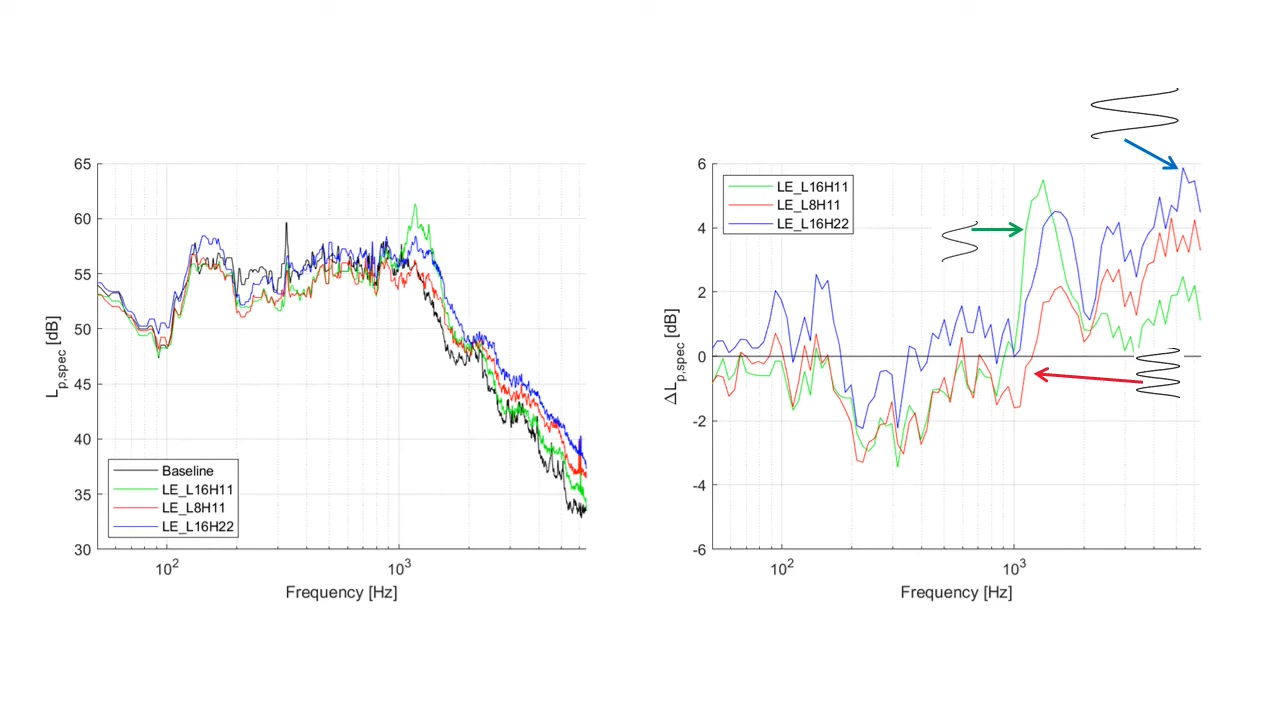 65
60
55
50
45
40
35
30
L_p,spec [dB]
Baseline
LE_L16H11
LE_L8H11
LE_L16H22
10^2
10^3
Frequency [Hz]
6
4
2
0
-2
-4
-6
ΔL_p,spec [dB]
LE_L16H11
LE_L8H11
LE_L16H22
10^2
10^3
Frequency [Hz]